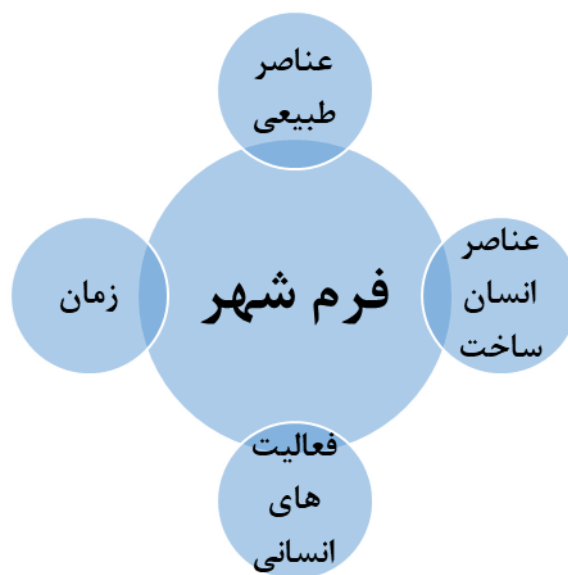 عناصر
طبیعی
عناصر
انسان
ساخت
فرم شهر
زمان
فعالیت
های
انسانی